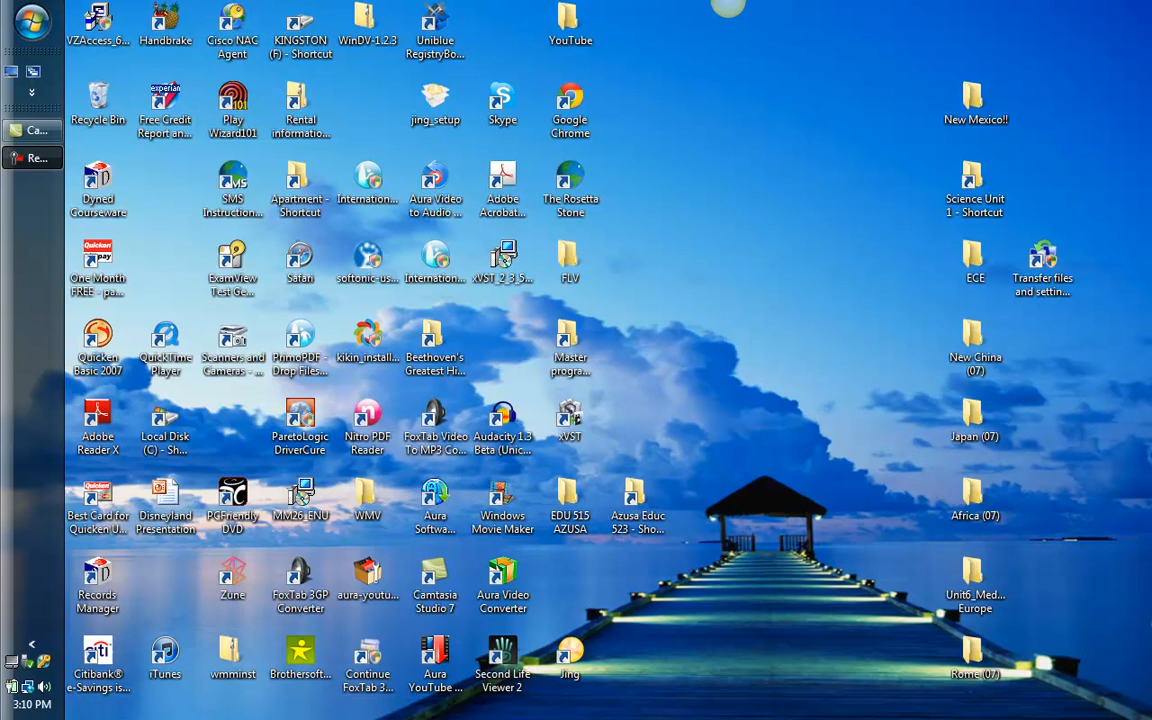 VZAccess_6...
Handbrake
Cisco NAC
Agent
KINGSTON
(F) - Shortcut
WinDV-1.2.3
Uniblue
RegistryBo...
YouTube
Recycle Bin
experian
Free Credit
Report an...
101
Play
Wizard101
Rental
informatio...
jing_setup
Skype
Google
Chrome
New Mexico!!
Ca...
Re...
Dyned
Courseware
MS
SMS
Instruction...
Apartment -
Shortcut
Internation...
Aura Video
to Audio ...
Adobe
Acrobat...
The Rosetta
Stone
Science Unit
1 - Shortcut
Quicken
pay
One Month
FREE - pa...
ExamView
Test Ge...
Safari
softonic-us...
Internation...
xVST_2_3_5...
FLV
ECE
Transfer files
and settin...
Quicken
Basic 2007
QuickTime
Player
Scanners and
Cameras - ...
PrimoPDF -
Drop Files...
kikin_install...
Beethoven's
Greatest Hi...
Master
progra...
New China
(07)
Adobe
Reader X
Local Disk
(C) - Sh...
ParetoLogic
DriverCure
Nitro PDF
Reader
FoxTab Video
To MP3 Co...
Audacity 1.3
Beta (Unic...
xVST
Japan (07)
Quicken
Best Card for
Quicken U...
Disneyland
Presentation
PCFriendly
DVD
MM26_ENU
WMV
Aura
Softwa...
Windows
Movie Maker
EDU 515
AZUSA
Azusa Educ
523 - Sho...
Africa (07)
Records
Manager
Zune
FoxTab 3GP
Converter
aura-youtu...
Camtasia
Studio 7
Aura Video
Converter
Unit6_Med...
Europe
citi
Citibank®
e-Savings is...
iTunes
wmminst
Brothersoft...
Continue
FoxTab 3...
Aura
YouTube ...
Second Life
Viewer 2
Jing
Rome (07)
3:10 PM